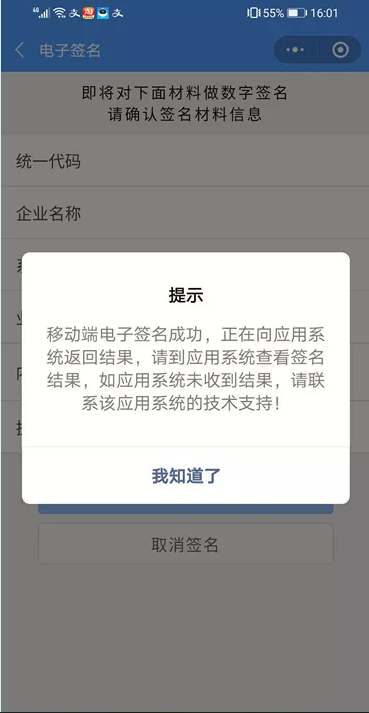 55% 16:01
电子签名
即将对下面材料做数字签名
请确认签名材料信息
统一代码
企业名称
提示
移动端电子签名成功，正在向应用系
统返回结果，请到应用系统查看签名
结果，如应用系统未收到结果，请联
系该应用系统的技术支持！
我知道了
取消签名